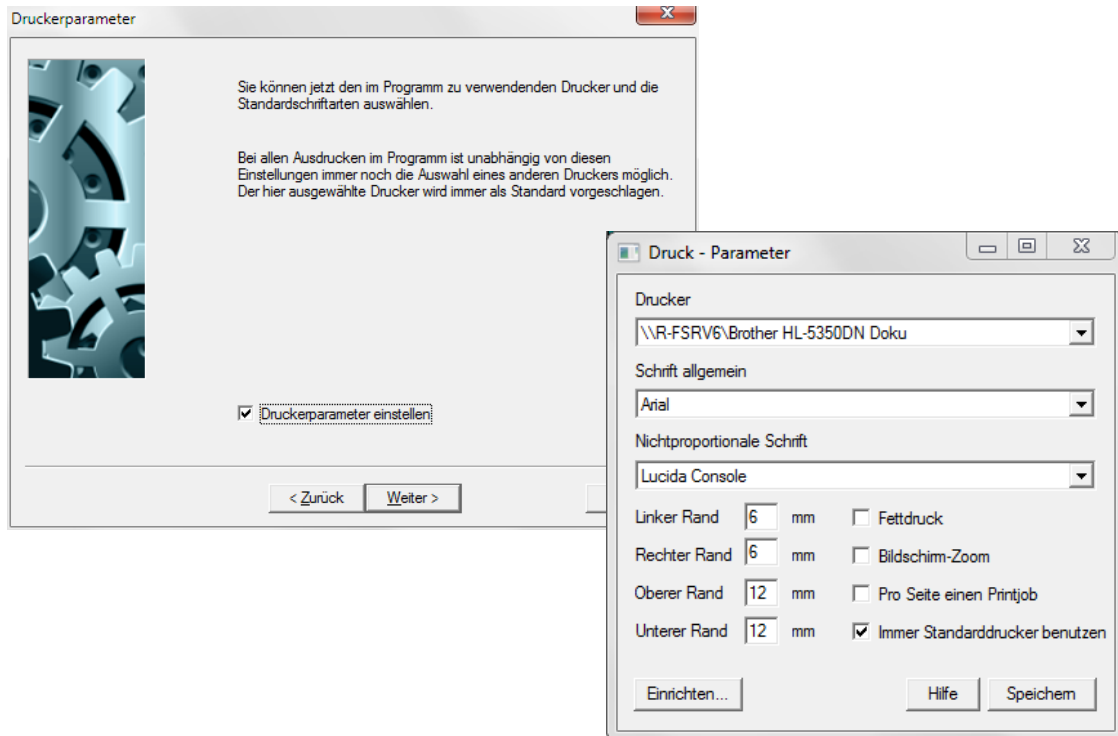 Druckerparameter
Sie können jetzt den im Programm zu verwendenden Drucker und die
Standardschriftarten auswählen.
Bei allen Ausdrucken im Programm ist unabhängig von diesen
Einstellungen immer noch die Auswahl eines anderen Druckers möglich.
Der hier ausgewählte Drucker wird immer als Standard vorgeschlagen.
Druckerparameter einstellen
< Zurück
Weiter >
Druck - Parameter
Drucker
\\R-FSRV6\Brother HL-5350DN Doku
Schrift allgemein
Arial
Nichtproportionale Schrift
Lucida Console
Linker Rand 6 mm Fettdruck
Rechter Rand 6 mm Bildschirm-Zoom
Oberer Rand 12 mm Pro Seite einen Printjob
Unterer Rand 12 mm Immer Standarddrucker benutzen
Einrichten... Hilfe Speichern